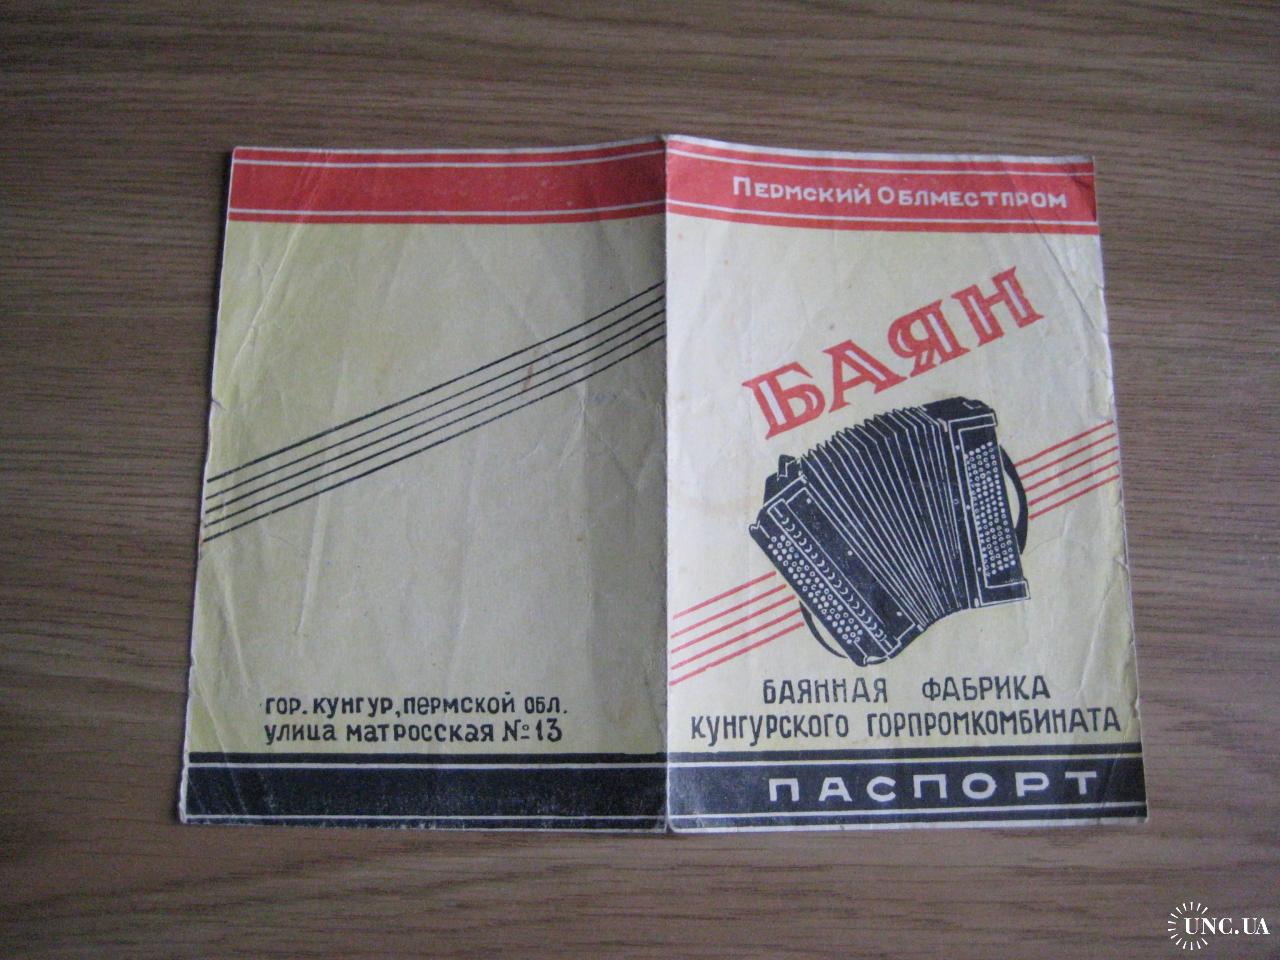 Пермский Облместпром
БАЯН
БАЯННАЯ ФАБРИКА
КУНГУРСКОГО ГОРПРОМКОМБИНАТА
ПАСПОРТ
ГОР. КУНГУР, ПЕРМСКОЙ ОБЛ.
УЛИЦА МАТРОССКАЯ №13
UNC.UA